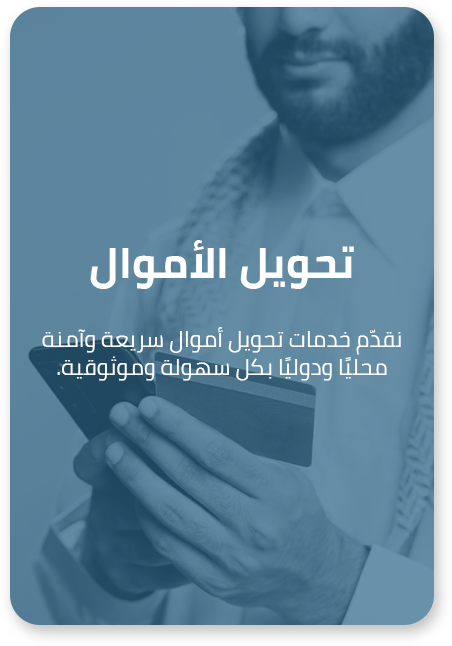 تحويل الأموال
نقدّم خدمات تحويل أموال سريعة وآمنة
محليًا ودوليًا بكل سهولة وموثوقية.